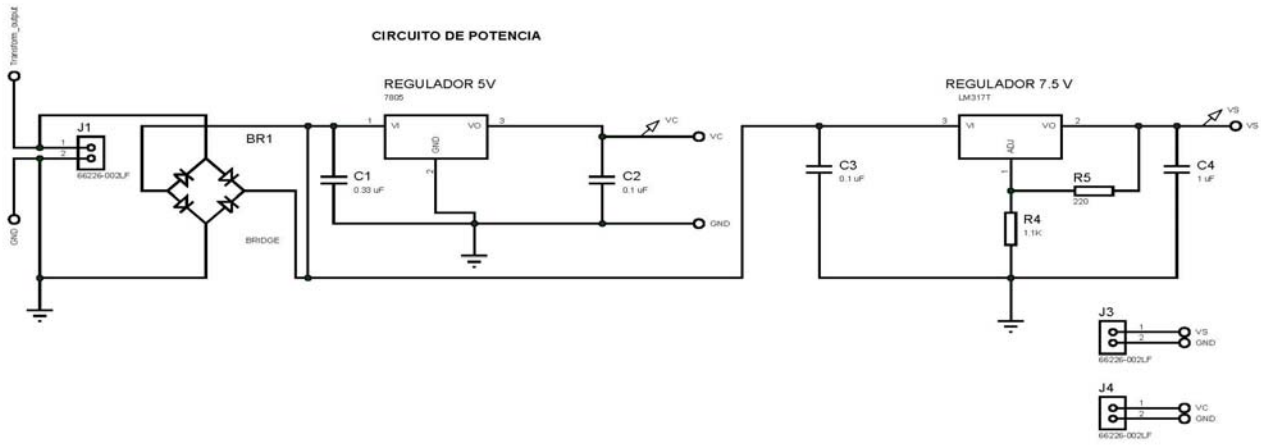 Transform_output
CIRCUITO DE POTENCIA
J1
1
2
66226-002LF
GND
BR1
BRIDGE
REGULADOR 5V
7805
1
VI
VO
3
GND
2
C1
0.33 uF
C2
0.1 uF
VC
VC
GND
REGULADOR 7.5 V
LM317T
3
VI
VO
2
ADJ
1
C3
0.1 uF
R5
220
R4
1.1K
C4
1 uF
VS
VS
J3
1
2
VS
GND
66226-002LF
J4
1
2
VC
GND
66226-002LF